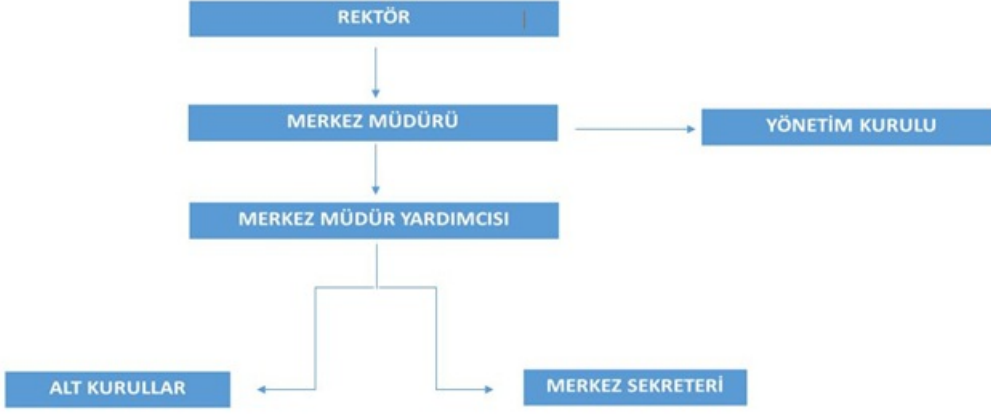 REKTÖR
MERKEZ MÜDÜRÜ
YÖNETİM KURULU
MERKEZ MÜDÜR YARDIMCISI
ALT KURULLAR
MERKEZ SEKRETERİ